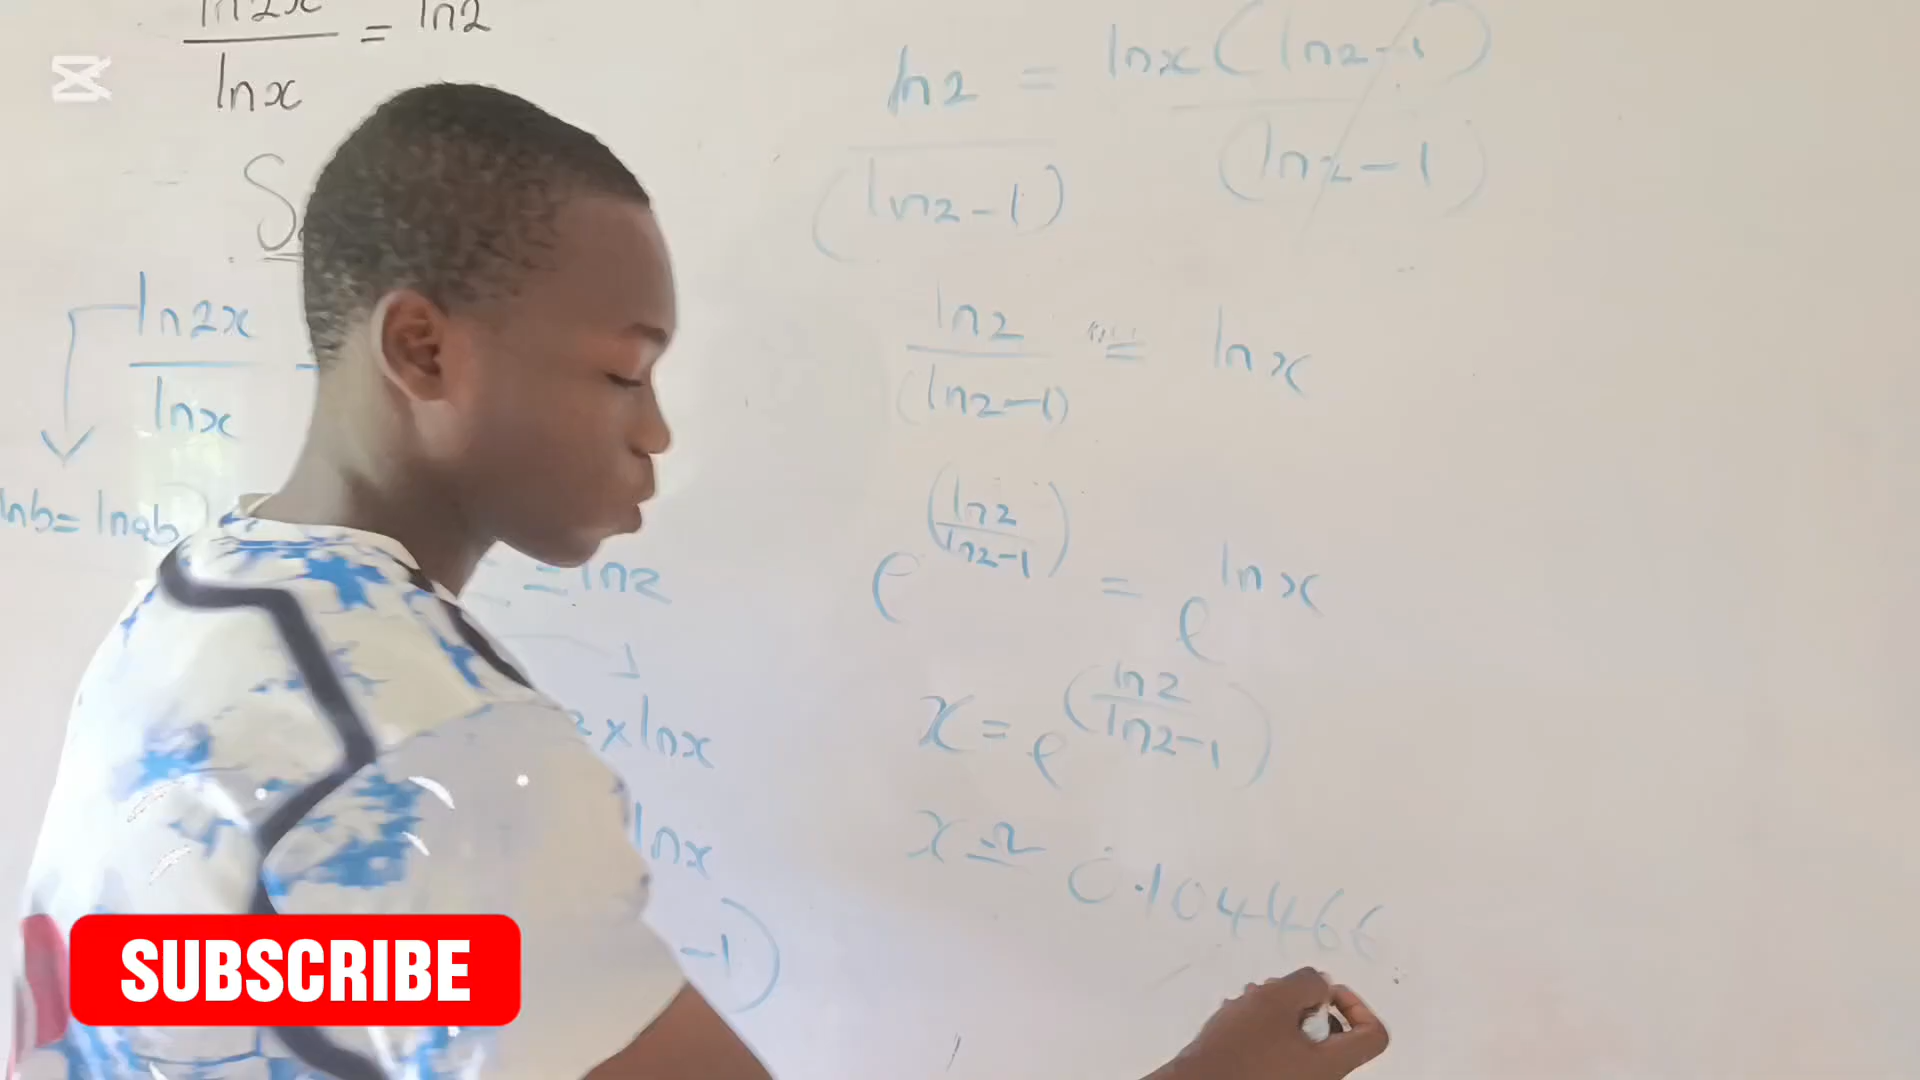 ln2x
── = ln2
lnx
ln2x
lnx
lnb = lnab
= ln2
x lnx
lnx
-1)
ln2 = lnx(ln2-1)
(ln2-1) (ln2-1)
ln2 = lnx
(ln2-1)
e^(ln2/ln2-1) = e^lnx
x = e^(ln2/ln2-1)
x ≈ 0.104466
SUBSCRIBE